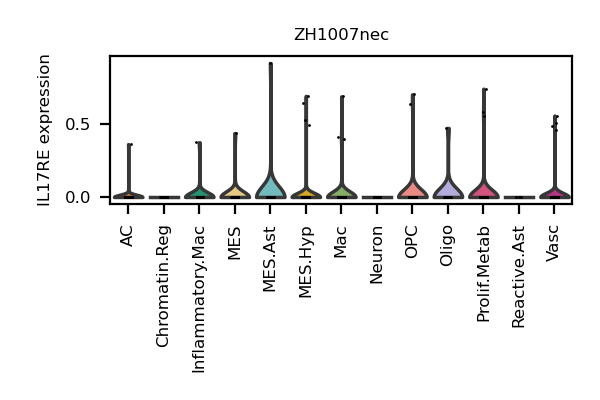 ZH1007nec
IL17RE expression
0.5
0.0
AC
Chromatin.Reg
Inflammatory.Mac
MES
MES.Ast
MES.Hyp
Mac
Neuron
OPC
Oligo
Prolif.Metab
Reactive.Ast
Vasc